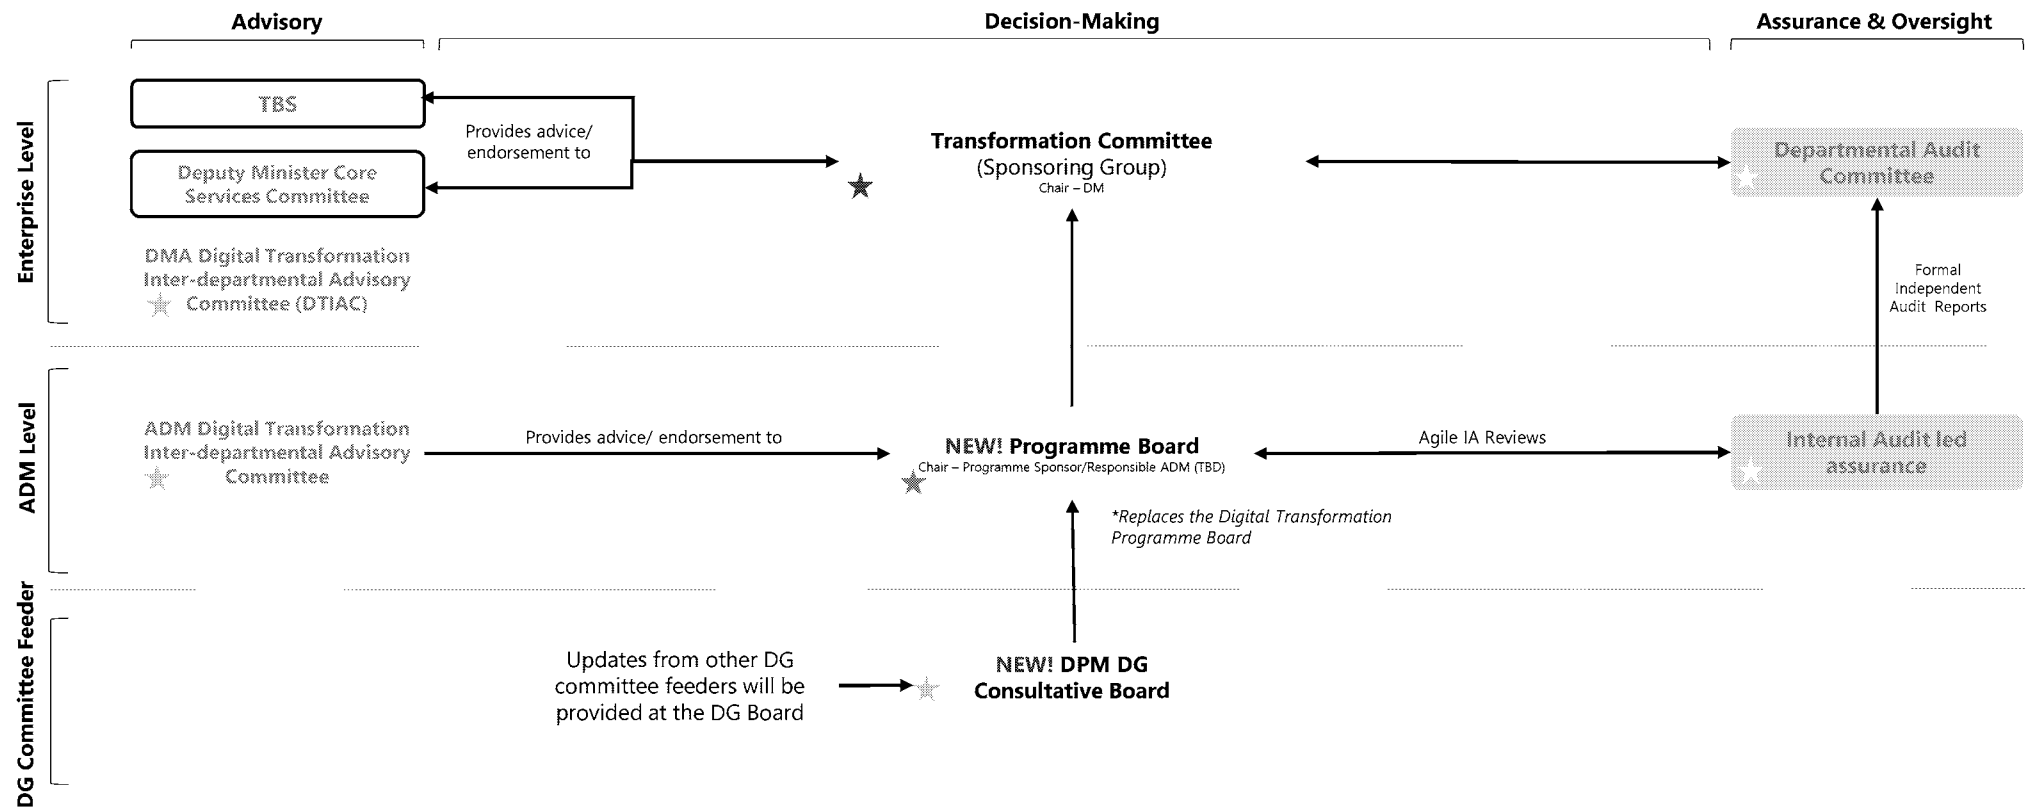 Advisory
Decision-Making
Assurance & Oversight
Enterprise Level
TBS
Deputy Minister Core
Services Committee
DMA Digital Transformation
Inter-departmental Advisory
Committee (DTIAC)
Provides advice/
endorsement to
Transformation Committee
(Sponsoring Group)
Chair – DM
Departmental Audit
Committee
Formal
Independent
Audit Reports
ADM Level
ADM Digital Transformation
Inter-departmental Advisory
Committee
Provides advice/ endorsement to
NEW! Programme Board
Chair – Programme Sponsor/Responsible ADM (TBD)
*Replaces the Digital Transformation
Programme Board
Agile IA Reviews
Internal Audit led
assurance
DG Committee Feeder
Updates from other DG
committee feeders will be
provided at the DG Board
NEW! DPM DG
Consultative Board